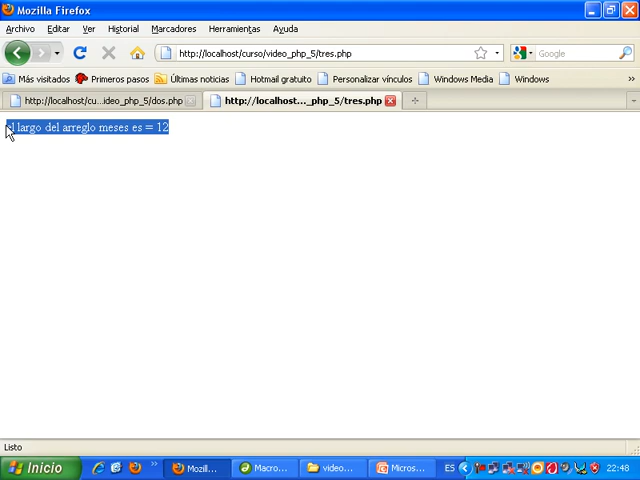 Mozilla Firefox
Archivo Editar Ver Historial Marcadores Herramientas Ayuda
http://localhost/curso/video_php_5/tres.php
Google
Más visitados Primeros pasos Últimas noticias Hotmail gratuito Personalizar vínculos Windows Media Windows
http://localhost/cu...ideo_php_5/dos.php http://localhost..._php_5/tres.php
el largo del arreglo meses es = 12
Listo
Inicio Mozil... Macro... video... Micros... ES 22:48